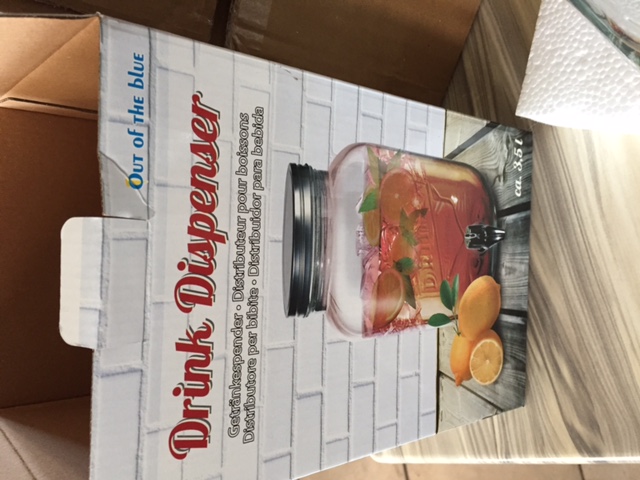 OUT OF THE BLUE
Drink Dispenser
Getränkespender · Distributeur pour boissons
Distributore per bibite · Distribuidor para bebida
DRINK
ca. 3,5 l